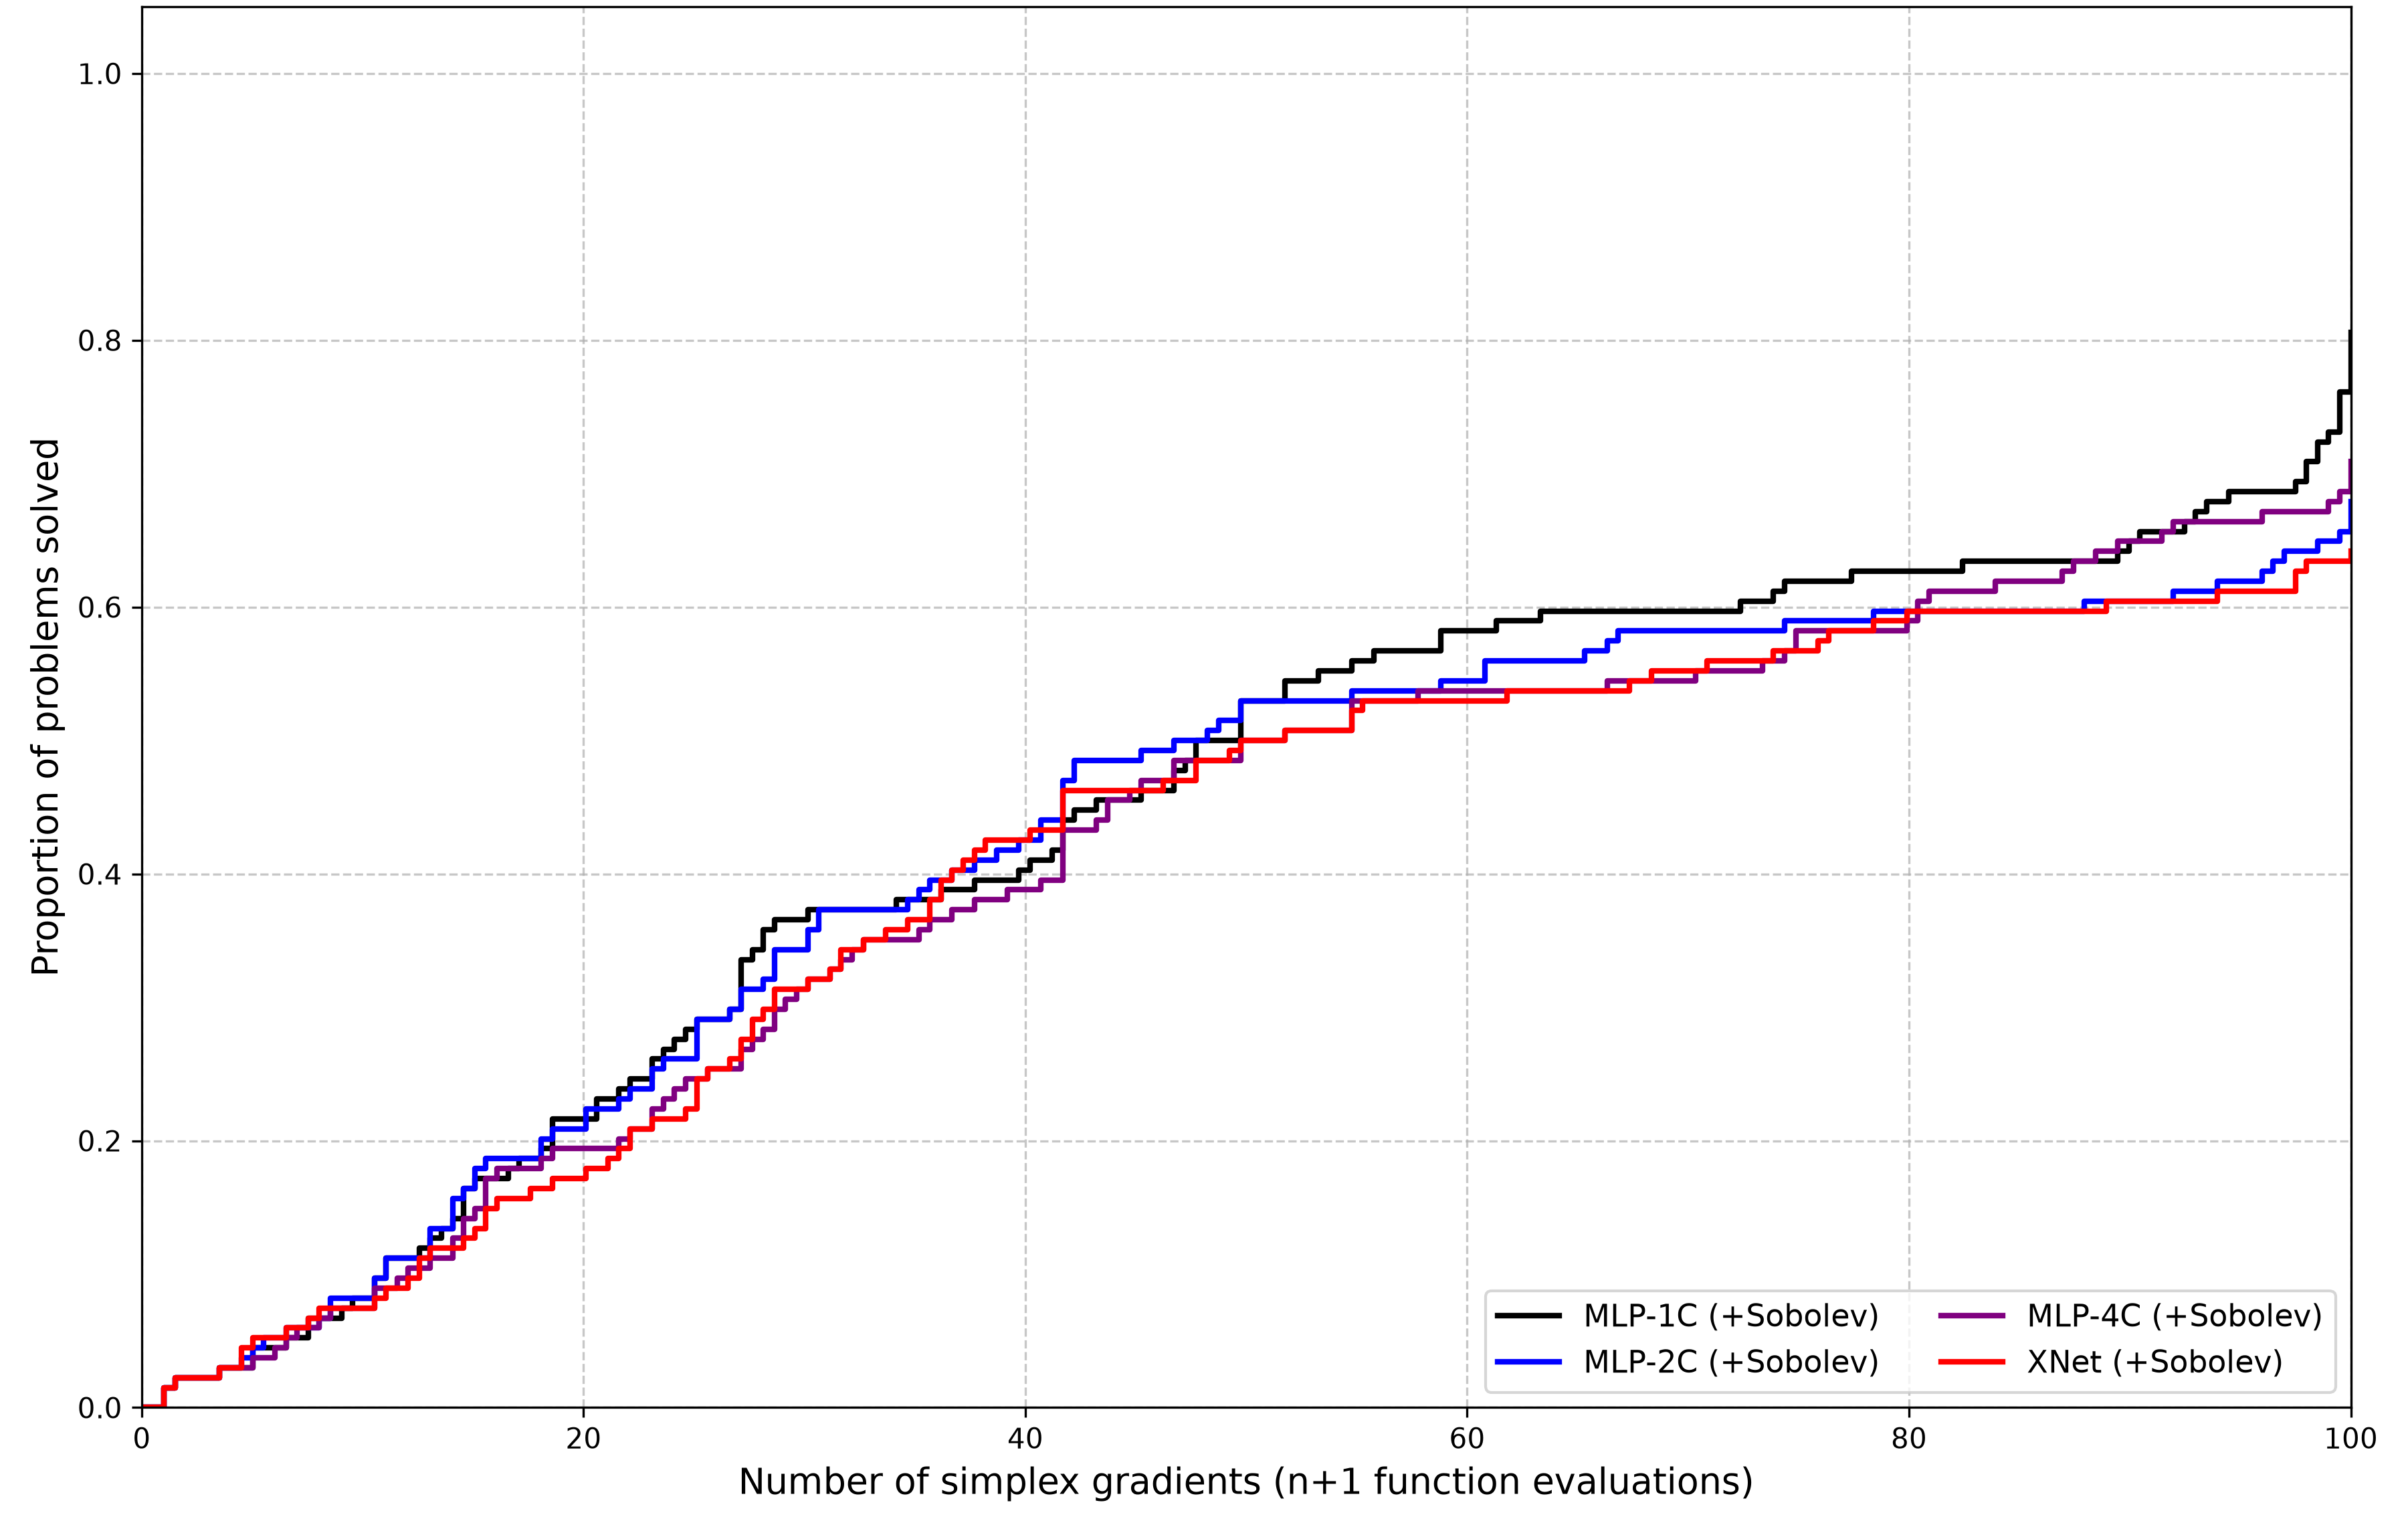 1.0
0.8
0.6
0.4
0.2
0.0
Proportion of problems solved
0
20
40
60
80
100
Number of simplex gradients (n+1 function evaluations)
MLP-1C (+Sobolev)
MLP-2C (+Sobolev)
MLP-4C (+Sobolev)
XNet (+Sobolev)